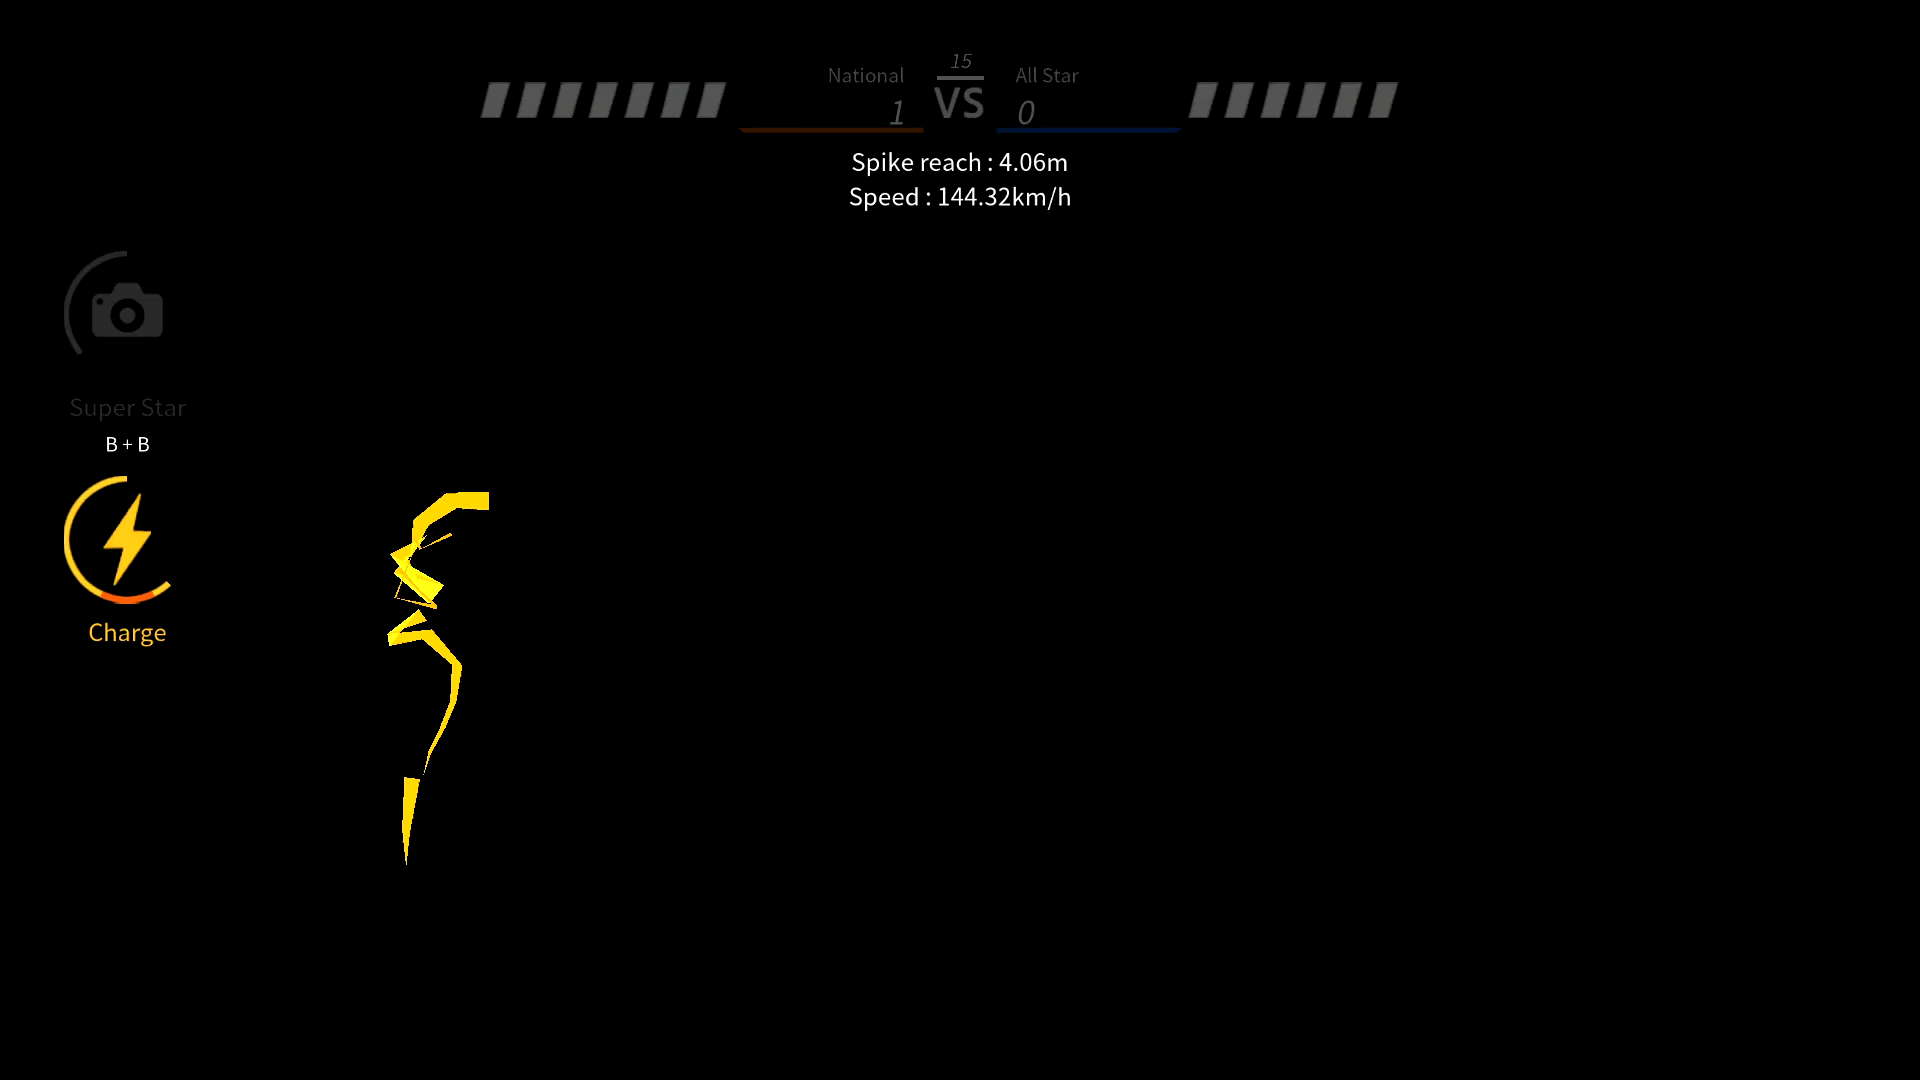 15
National
All Star
1
VS
0
Spike reach : 4.06m
Speed : 144.32km/h
Super Star
B + B
Charge